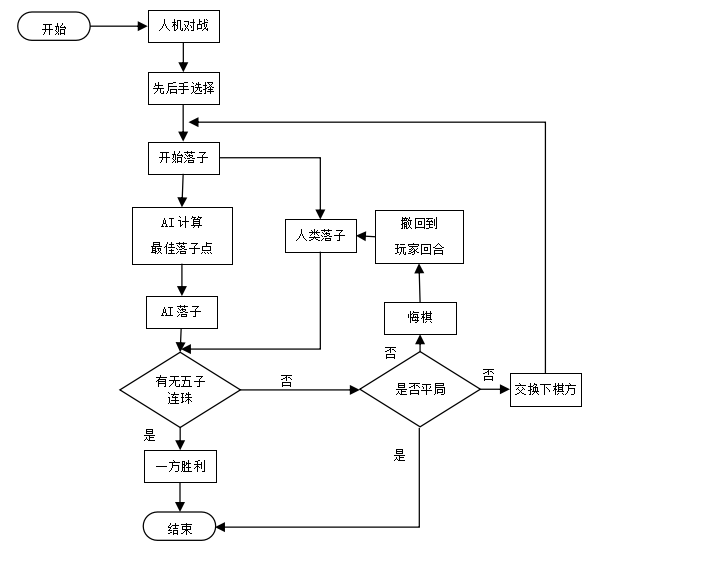 开始
人机对战
先后手选择
开始落子
AI 计算
最佳落子点
人类落子
撤回到
玩家回合
AI 落子
悔棋
否
有无五子
连珠
否
是否平局
否
交换下棋方
是
是
一方胜利
结束